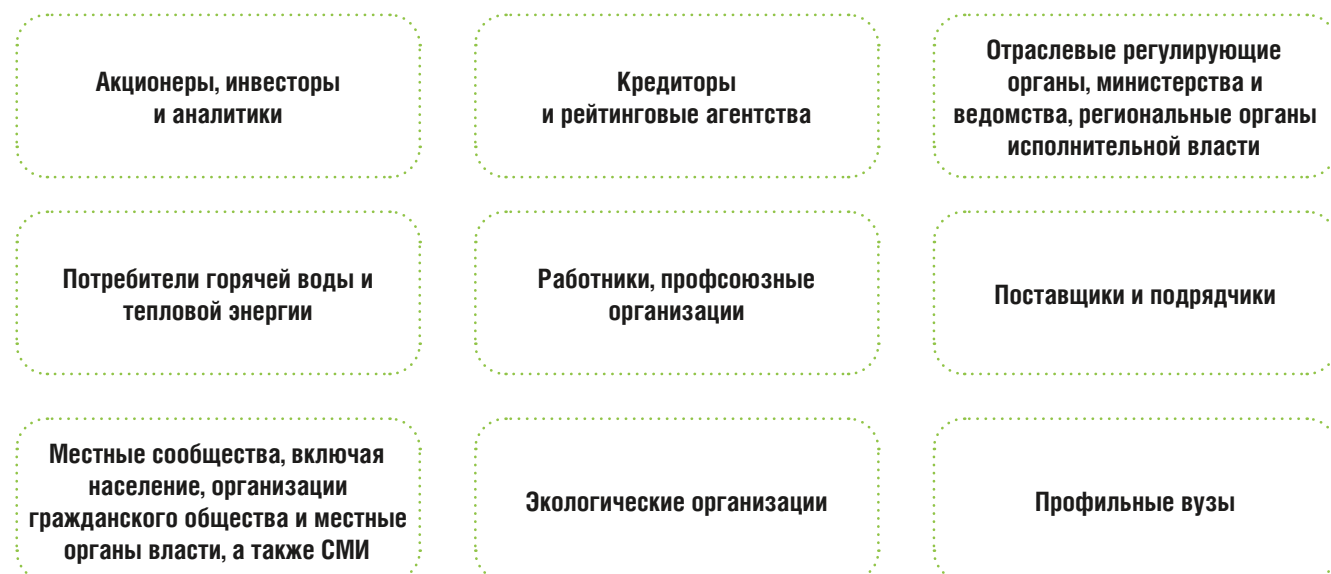 Акционеры, инвесторы
и аналитики
Кредиторы
и рейтинговые агентства
Отраслевые регулирующие
органы, министерства и
ведомства, региональные органы
исполнительной власти
Потребители горячей воды и
тепловой энергии
Работники, профсоюзные
организации
Поставщики и подрядчики
Местные сообщества, включая
население, организации
гражданского общества и местные
органы власти, а также СМИ
Экологические организации
Профильные вузы